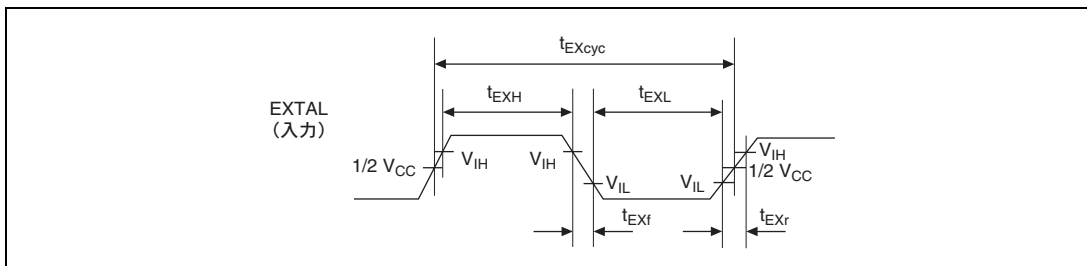 tEXcyc
tEXH
tEXL
EXTAL
（入力）
1/2 VCC
VIH
VIH
VIL
VIL
VIH
1/2 VCC
tEXf
tEXr